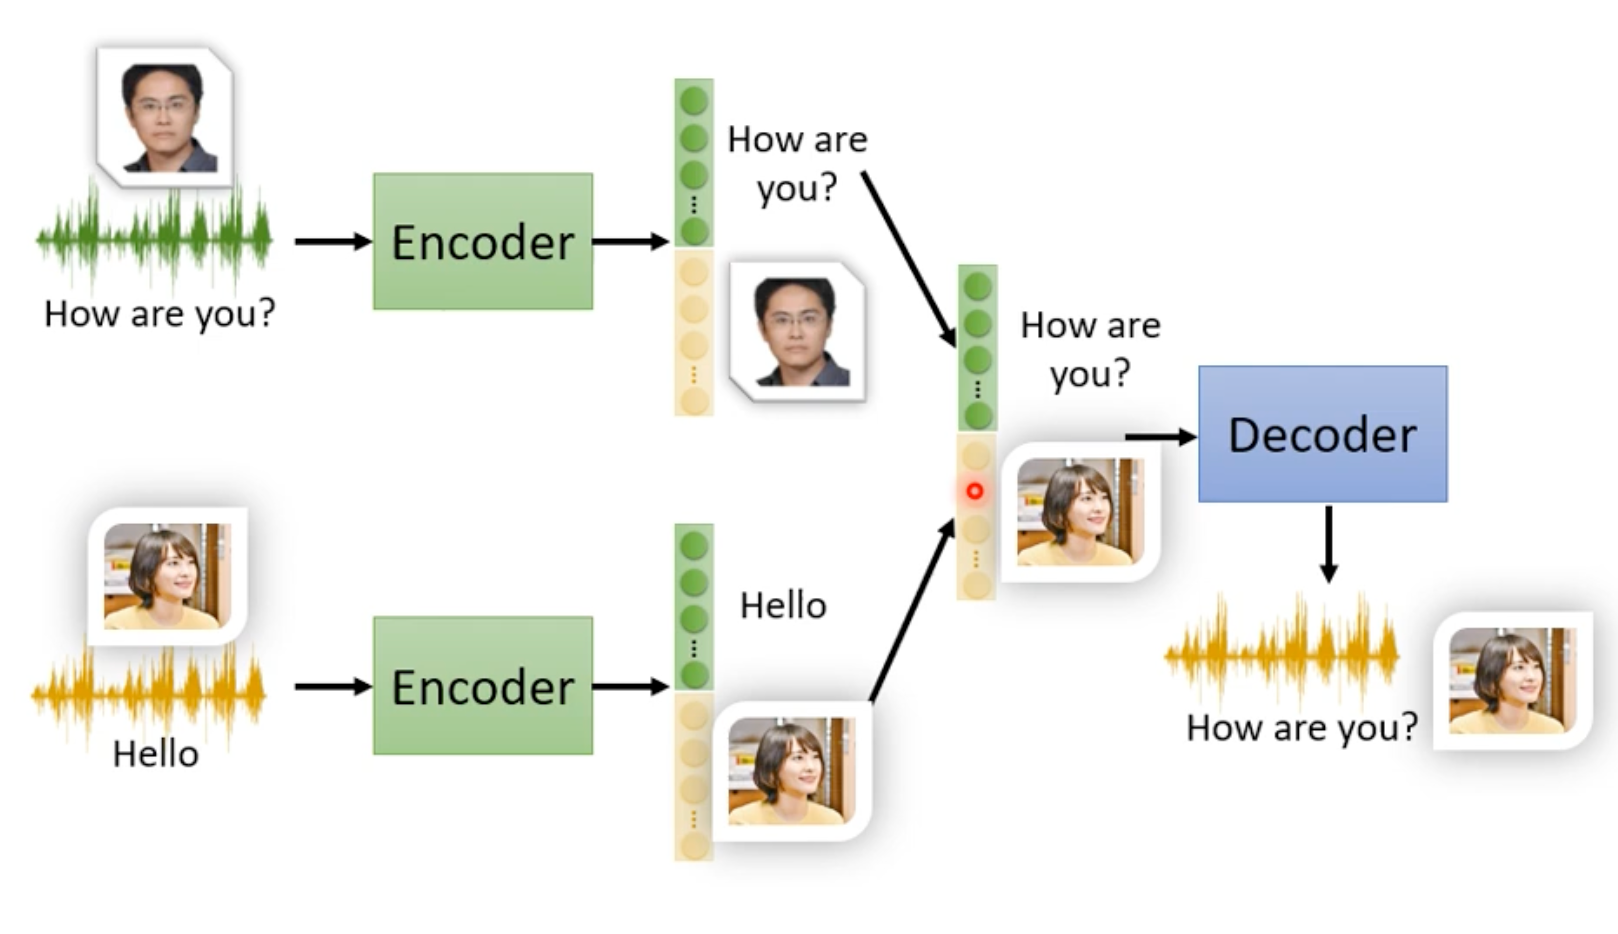 How are you?
Encoder
How are
you?
How are
you?
Decoder
How are you?
Hello
Encoder
Hello